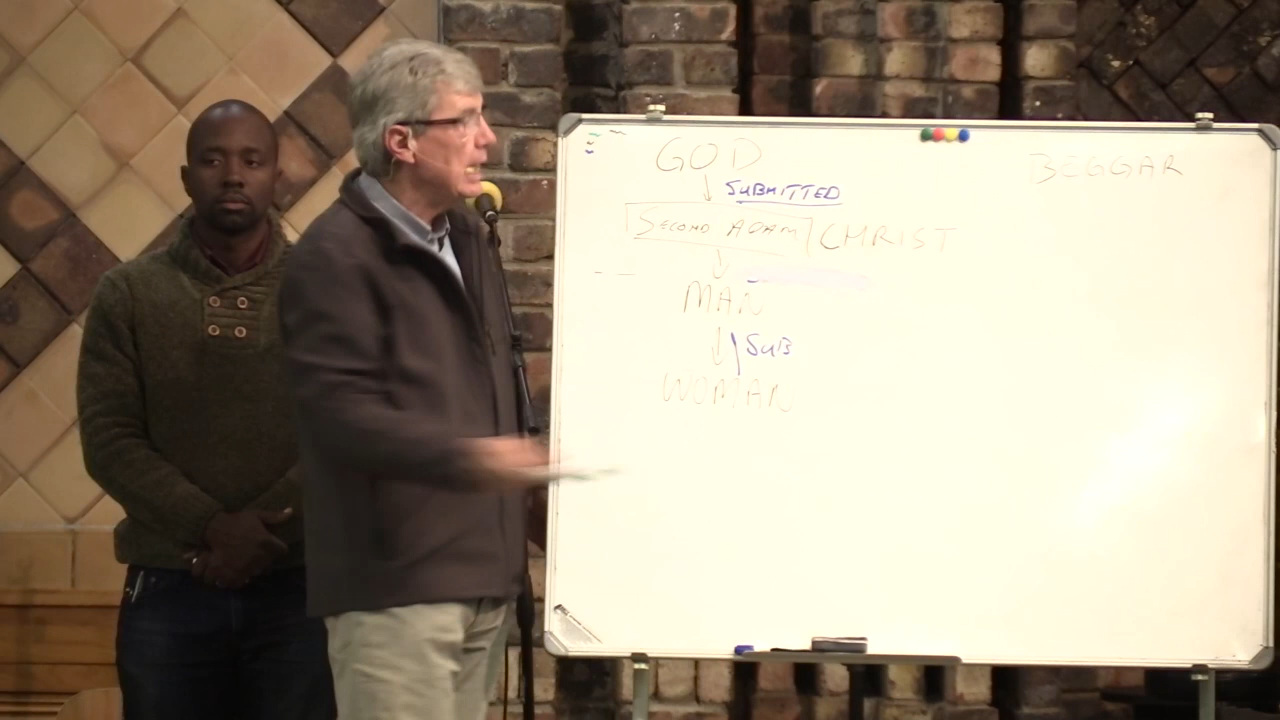 GOD
BEGGAR
SUBMITTED
SECOND ADAM / CHRIST
MAN
SUB
WOMAN